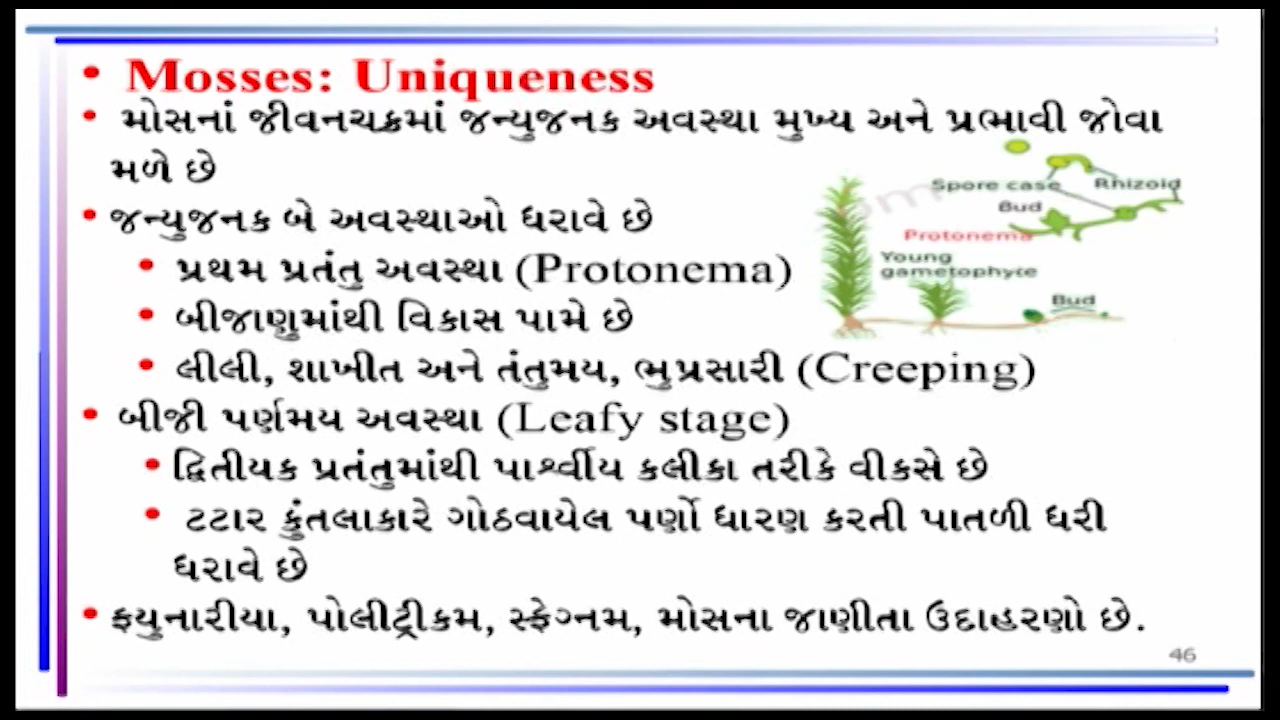 • Mosses: Uniqueness
• મોસનાં જીવનચક્રમાં જન્યુજનક અવસ્થા મુખ્ય અને પ્રભાવી જોવા
મળે છે
• જન્યુજનક બે અવસ્થાઓ ધરાવે છે
• પ્રથમ પ્રતંતુ અવસ્થા (Protonema)
• બીજાણુમાંથી વિકાસ પામે છે
• લીલી, શાખીત અને તંતુમય, ભુપ્રસારી (Creeping)
• બીજી પર્ણમય અવસ્થા (Leafy stage)
• દ્વિતીયક પ્રતંતુમાંથી પાર્શ્વીય કલીકા તરીકે વીકસે છે
• ટટાર કુંતલાકારે ગોઠવાયેલ પર્ણો ધારણ કરતી પાતળી ધરી
ધરાવે છે
• ફયુનારીયા, પોલીટ્રીકમ, સ્ફેગ્નમ, મોસના જાણીતા ઉદાહરણો છે.
Spore case
Rhizoid
Bud
Protonema
Young
gametophyte
Bud
46